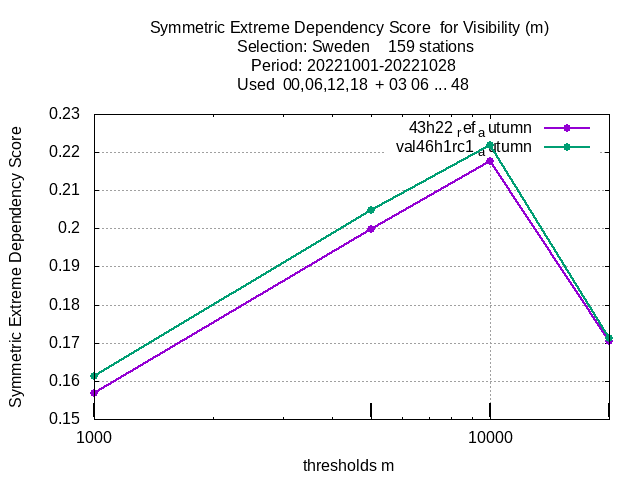 Symmetric Extreme Dependency Score for Visibility (m)
Selection: Sweden 159 stations
Period: 20221001-20221028
Used 00,06,12,18 + 03 06 ... 48
Symmetric Extreme Dependency Score
0.23
0.22
0.21
0.2
0.19
0.18
0.17
0.16
0.15
43h22 ref autumn
val46h1rc1 autumn
1000
10000
thresholds m